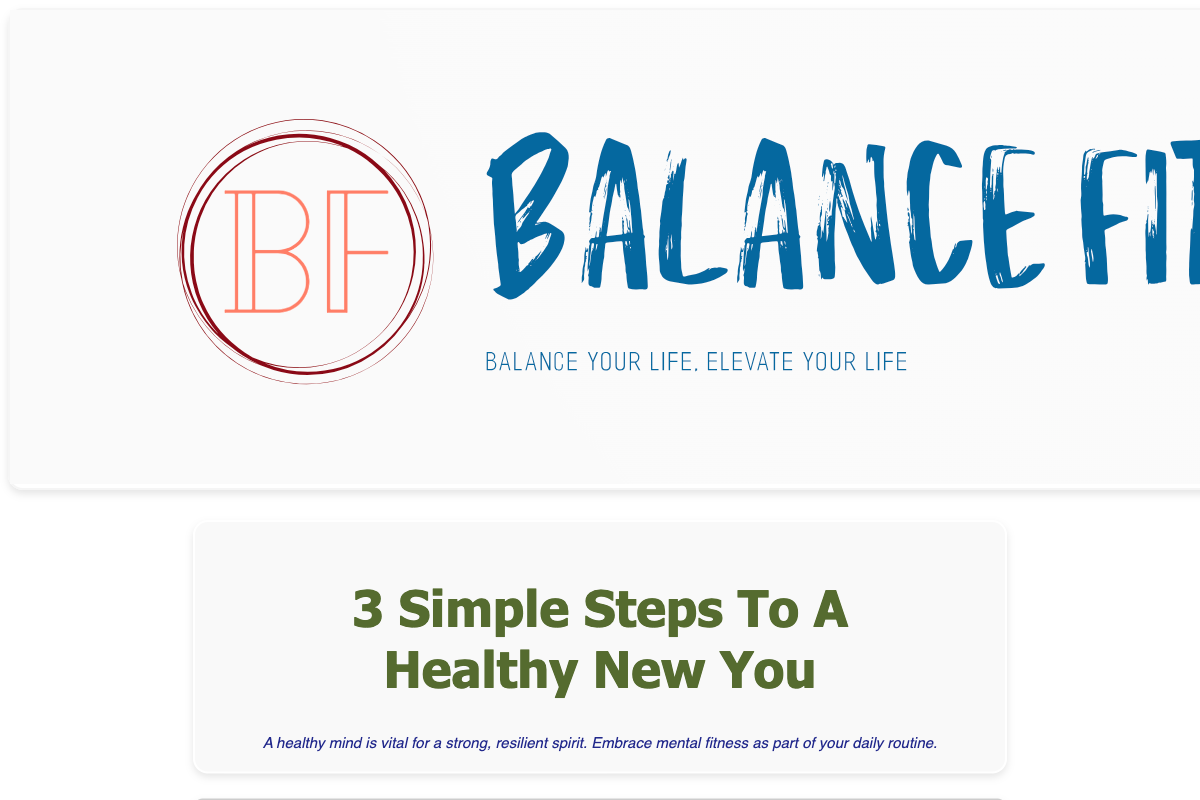 BF
BALANCE FIT
BALANCE YOUR LIFE, ELEVATE YOUR LIFE
3 Simple Steps To A
Healthy New You
A healthy mind is vital for a strong, resilient spirit. Embrace mental fitness as part of your daily routine.